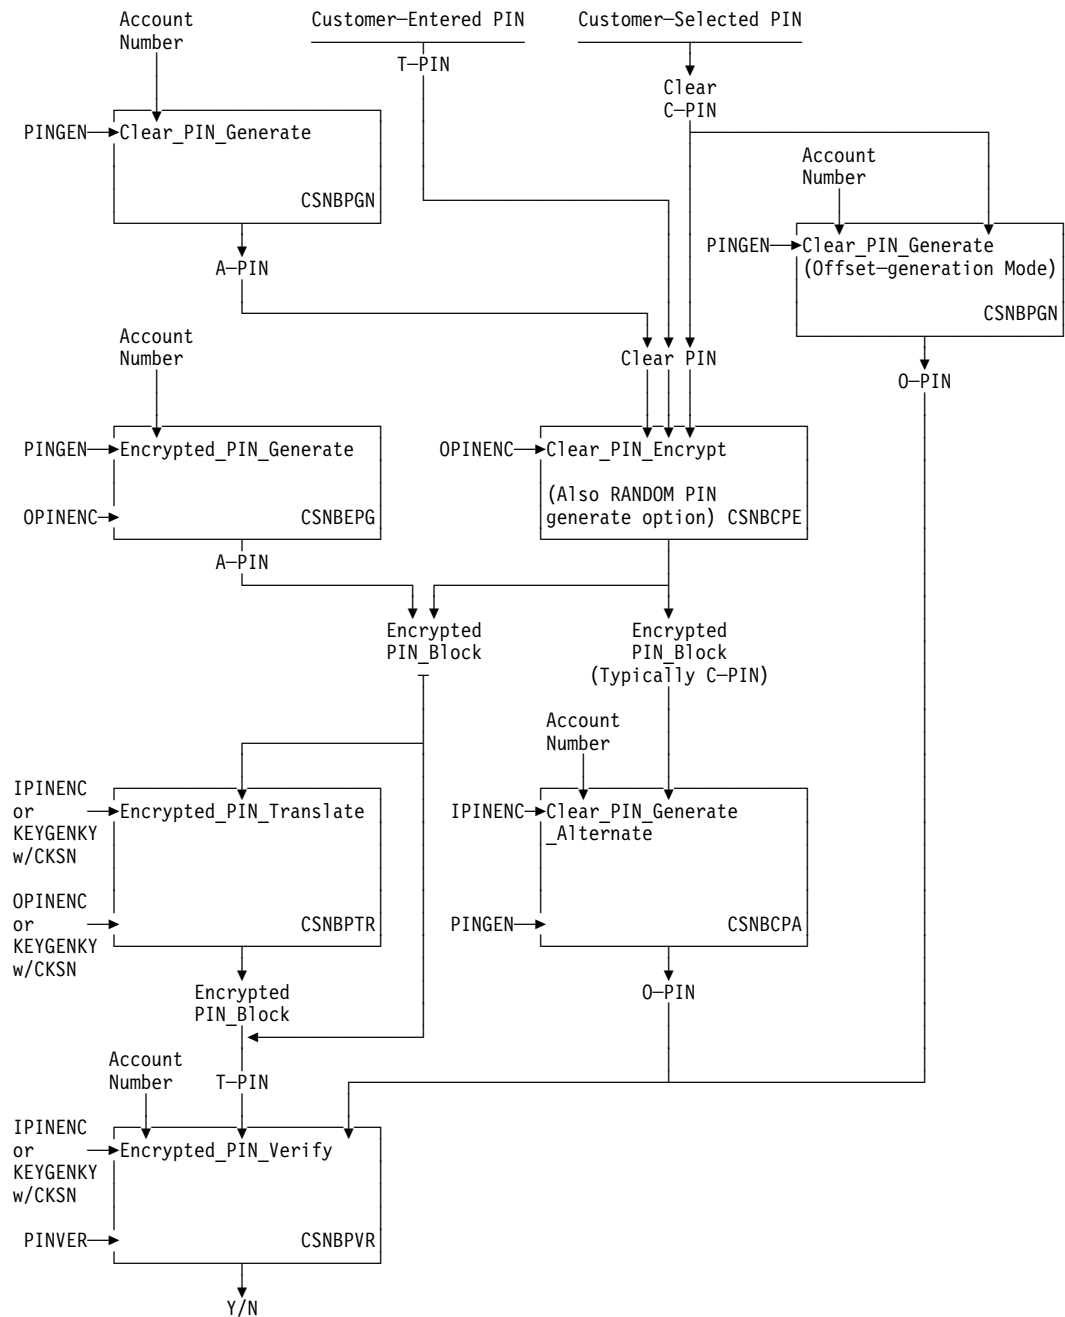 Account
Number
Customer—Entered PIN
Customer—Selected PIN
T—PIN
Clear
C—PIN
PINGEN
Clear_PIN_Generate
CSNBPGN
Account
Number
PINGEN
Clear_PIN_Generate
(Offset—generation Mode)
CSNBPGN
A—PIN
Account
Number
Clear PIN
O—PIN
PINGEN
Encrypted_PIN_Generate
OPINENC
CSNBEPG
OPINENC
Clear_PIN_Encrypt
(Also RANDOM PIN
generate option) CSNBCPE
A—PIN
Encrypted
PIN_Block
Encrypted
PIN_Block
(Typically C—PIN)
Account
Number
IPINENC
or
KEYGENKY
w/CKSN
Encrypted_PIN_Translate
OPINENC
or
KEYGENKY
w/CKSN
CSNBPTR
IPINENC
Clear_PIN_Generate
_Alternate
PINGEN
CSNBCPA
Encrypted
PIN_Block
O—PIN
Account
Number
T—PIN
IPINENC
or
KEYGENKY
w/CKSN
Encrypted_PIN_Verify
PINVER
CSNBPVR
Y/N